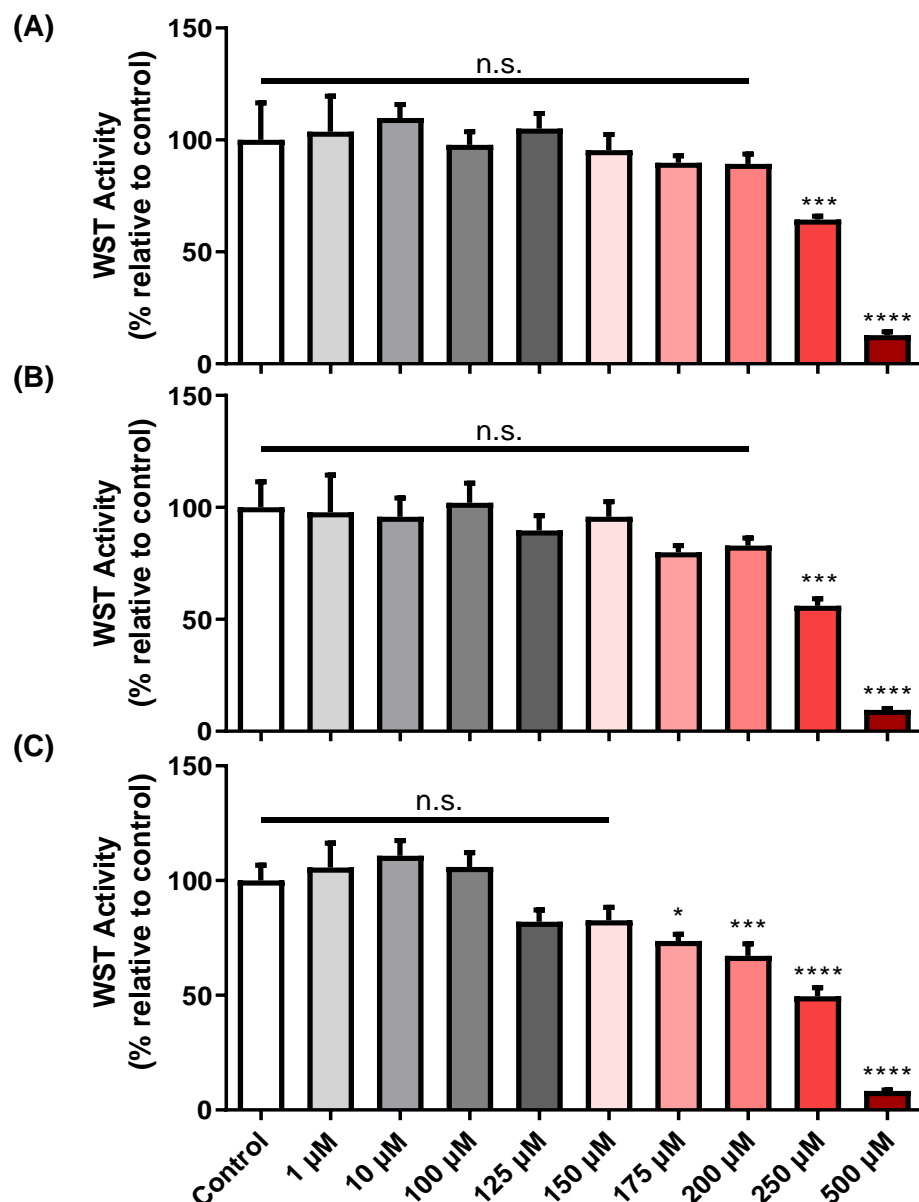 (A)
WST Activity
(% relative to control)
150
100
50
0
n.s.
***
****
(B)
WST Activity
(% relative to control)
150
100
50
0
n.s.
***
****
(C)
WST Activity
(% relative to control)
150
100
50
0
n.s.
*
***
****
****
Control
1 µM
10 µM
100 µM
125 µM
150 µM
175 µM
200 µM
250 µM
500 µM